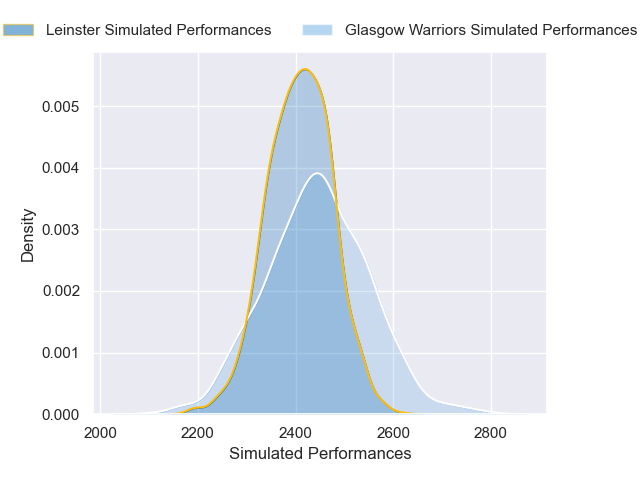 Leinster Simulated Performances
Glasgow Warriors Simulated Performances
0.005
0.004
0.003
0.002
0.001
0.000
Density
2000 2200 2400 2600 2800
Simulated Performances